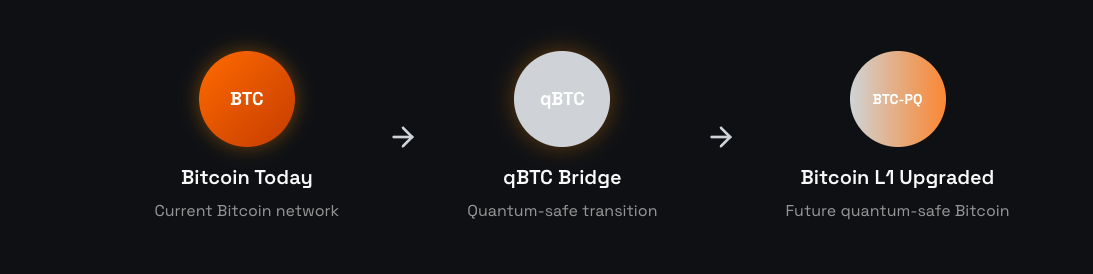 BTC
qBTC
BTC-PQ
Bitcoin Today
qBTC Bridge
Bitcoin L1 Upgraded
Current Bitcoin network
Quantum-safe transition
Future quantum-safe Bitcoin